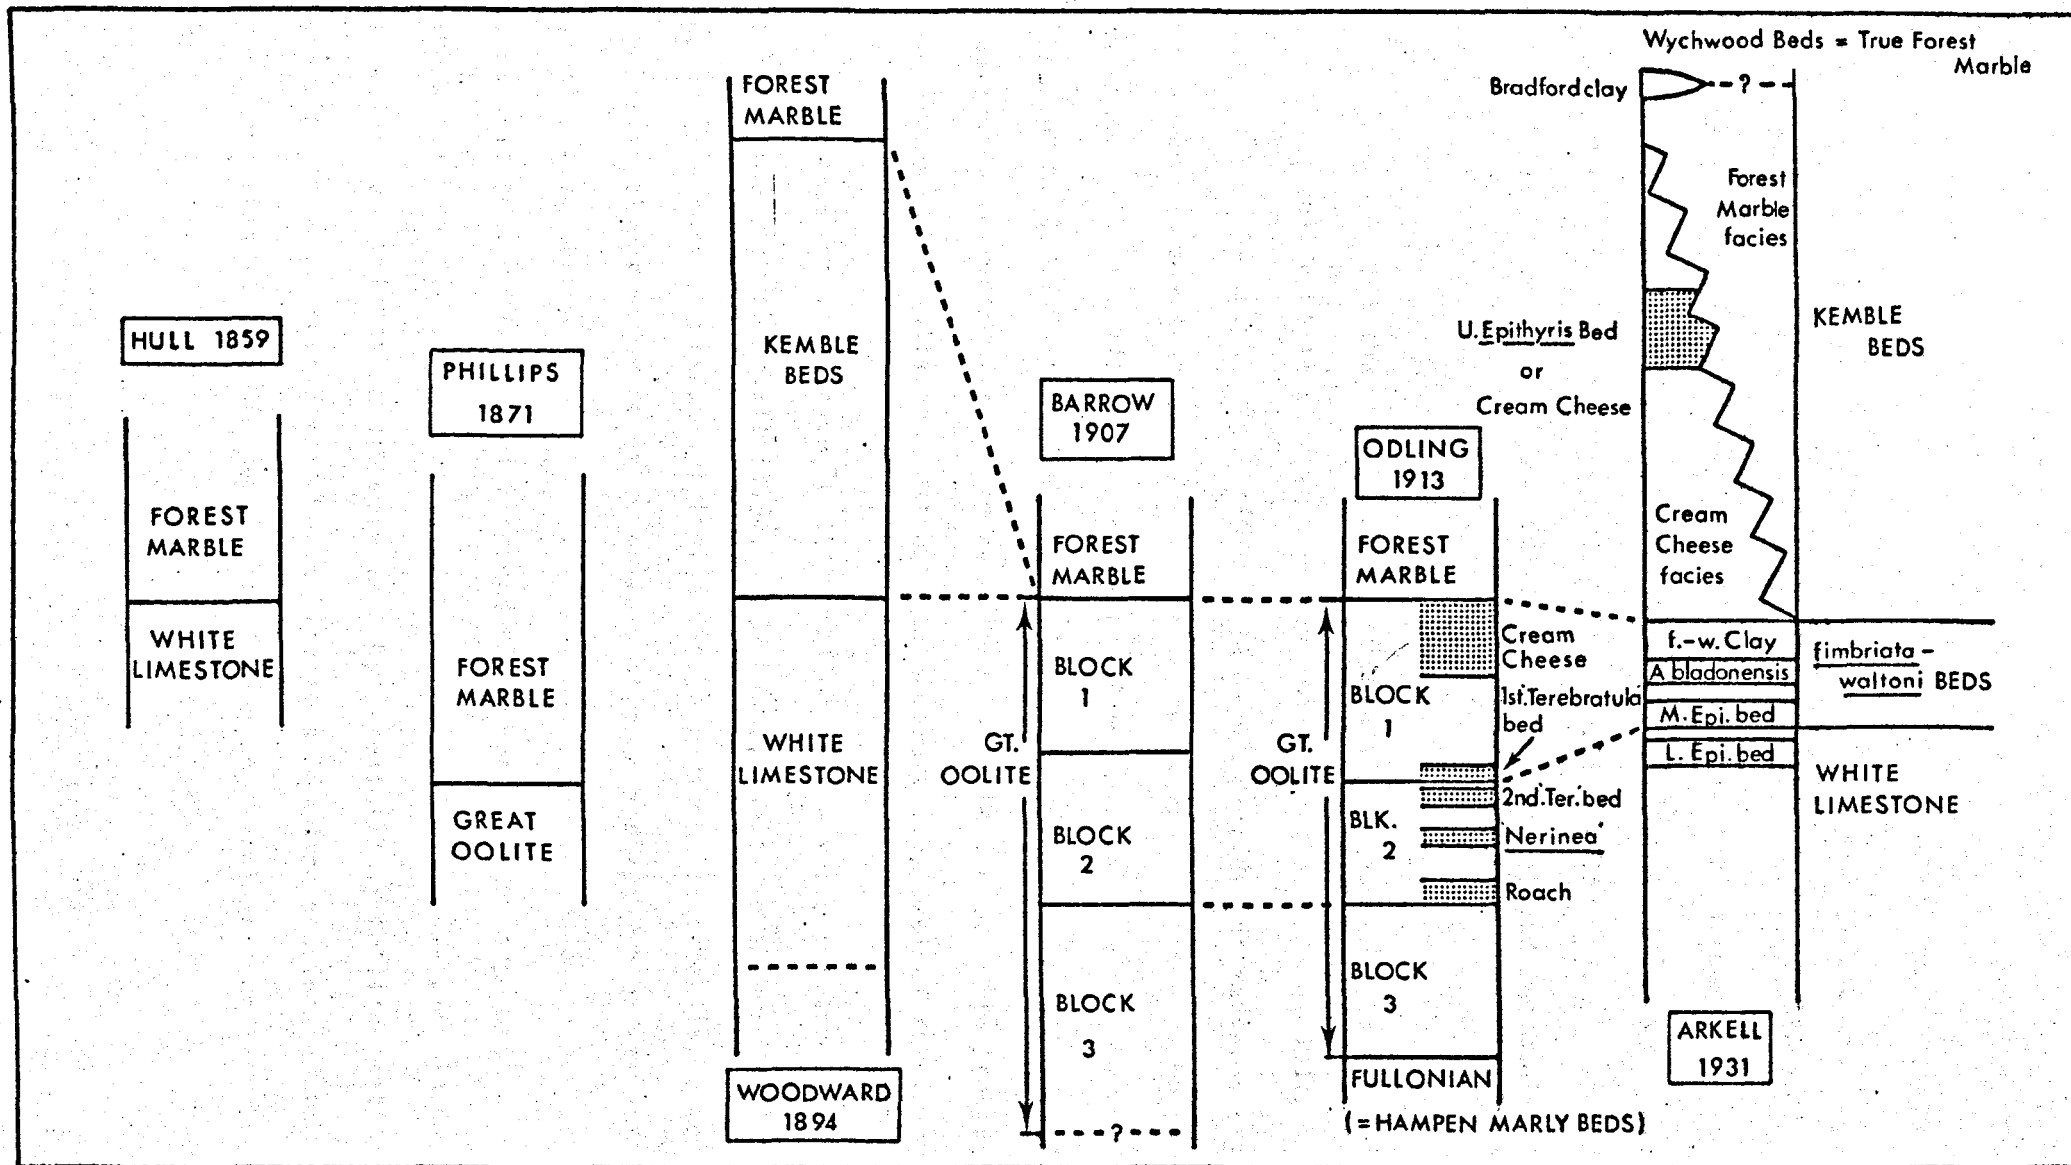 HULL 1859
FOREST
MARBLE
WHITE
LIMESTONE
PHILLIPS
1871
FOREST
MARBLE
GREAT
OOLITE
FOREST
MARBLE
KEMBLE
BEDS
WHITE
LIMESTONE
WOODWARD
1894
BARROW
1907
FOREST
MARBLE
GT.
OOLITE
BLOCK
1
BLOCK
2
BLOCK
3
?
ODLING
1913
FOREST
MARBLE
GT.
OOLITE
BLOCK
1
BLK.
2
BLOCK
3
FULLONIAN
(=HAMPEN MARLY BEDS)
Cream
Cheese
1st.Terebratula
bed
2nd.Ter.bed
Nerinea
Roach
Wychwood Beds = True Forest
Marble
Bradford clay
?
Forest
Marble
facies
U.Epithyris Bed
or
Cream Cheese
Cream
Cheese
facies
KEMBLE
BEDS
f.-w. Clay
A bladonensis
M. Epi. bed
L. Epi. bed
fimbriata-
waltoni BEDS
WHITE
LIMESTONE
ARKELL
1931